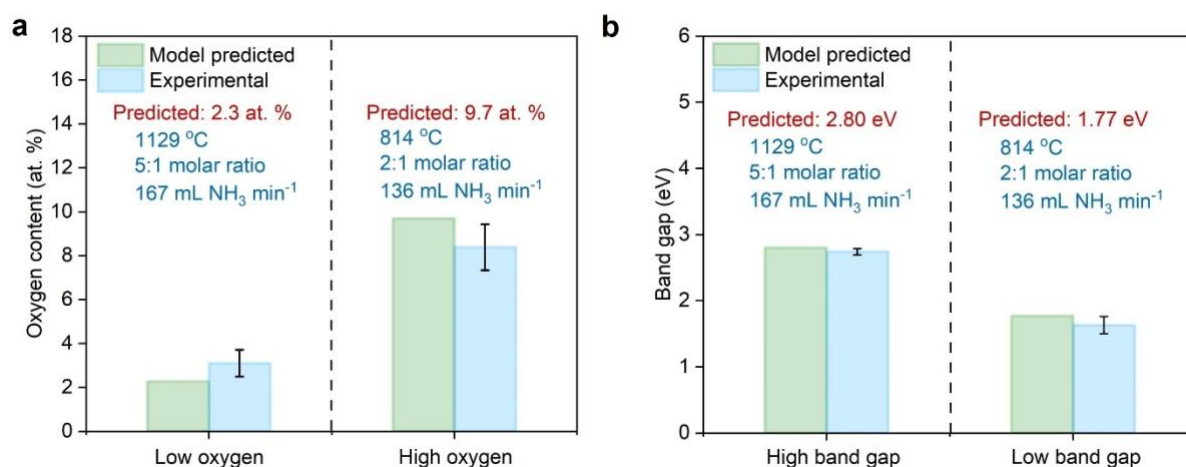 a
Oxygen content (at. %)
18
16
14
12
10
8
6
4
2
0
Model predicted
Experimental
Predicted: 2.3 at. %
1129 °C
5:1 molar ratio
167 mL NH₃ min⁻¹
Predicted: 9.7 at. %
814 °C
2:1 molar ratio
136 mL NH₃ min⁻¹
Low oxygen
High oxygen
b
Band gap (eV)
6
5
4
3
2
1
0
Model predicted
Experimental
Predicted: 2.80 eV
1129 °C
5:1 molar ratio
167 mL NH₃ min⁻¹
Predicted: 1.77 eV
814 °C
2:1 molar ratio
136 mL NH₃ min⁻¹
High band gap
Low band gap